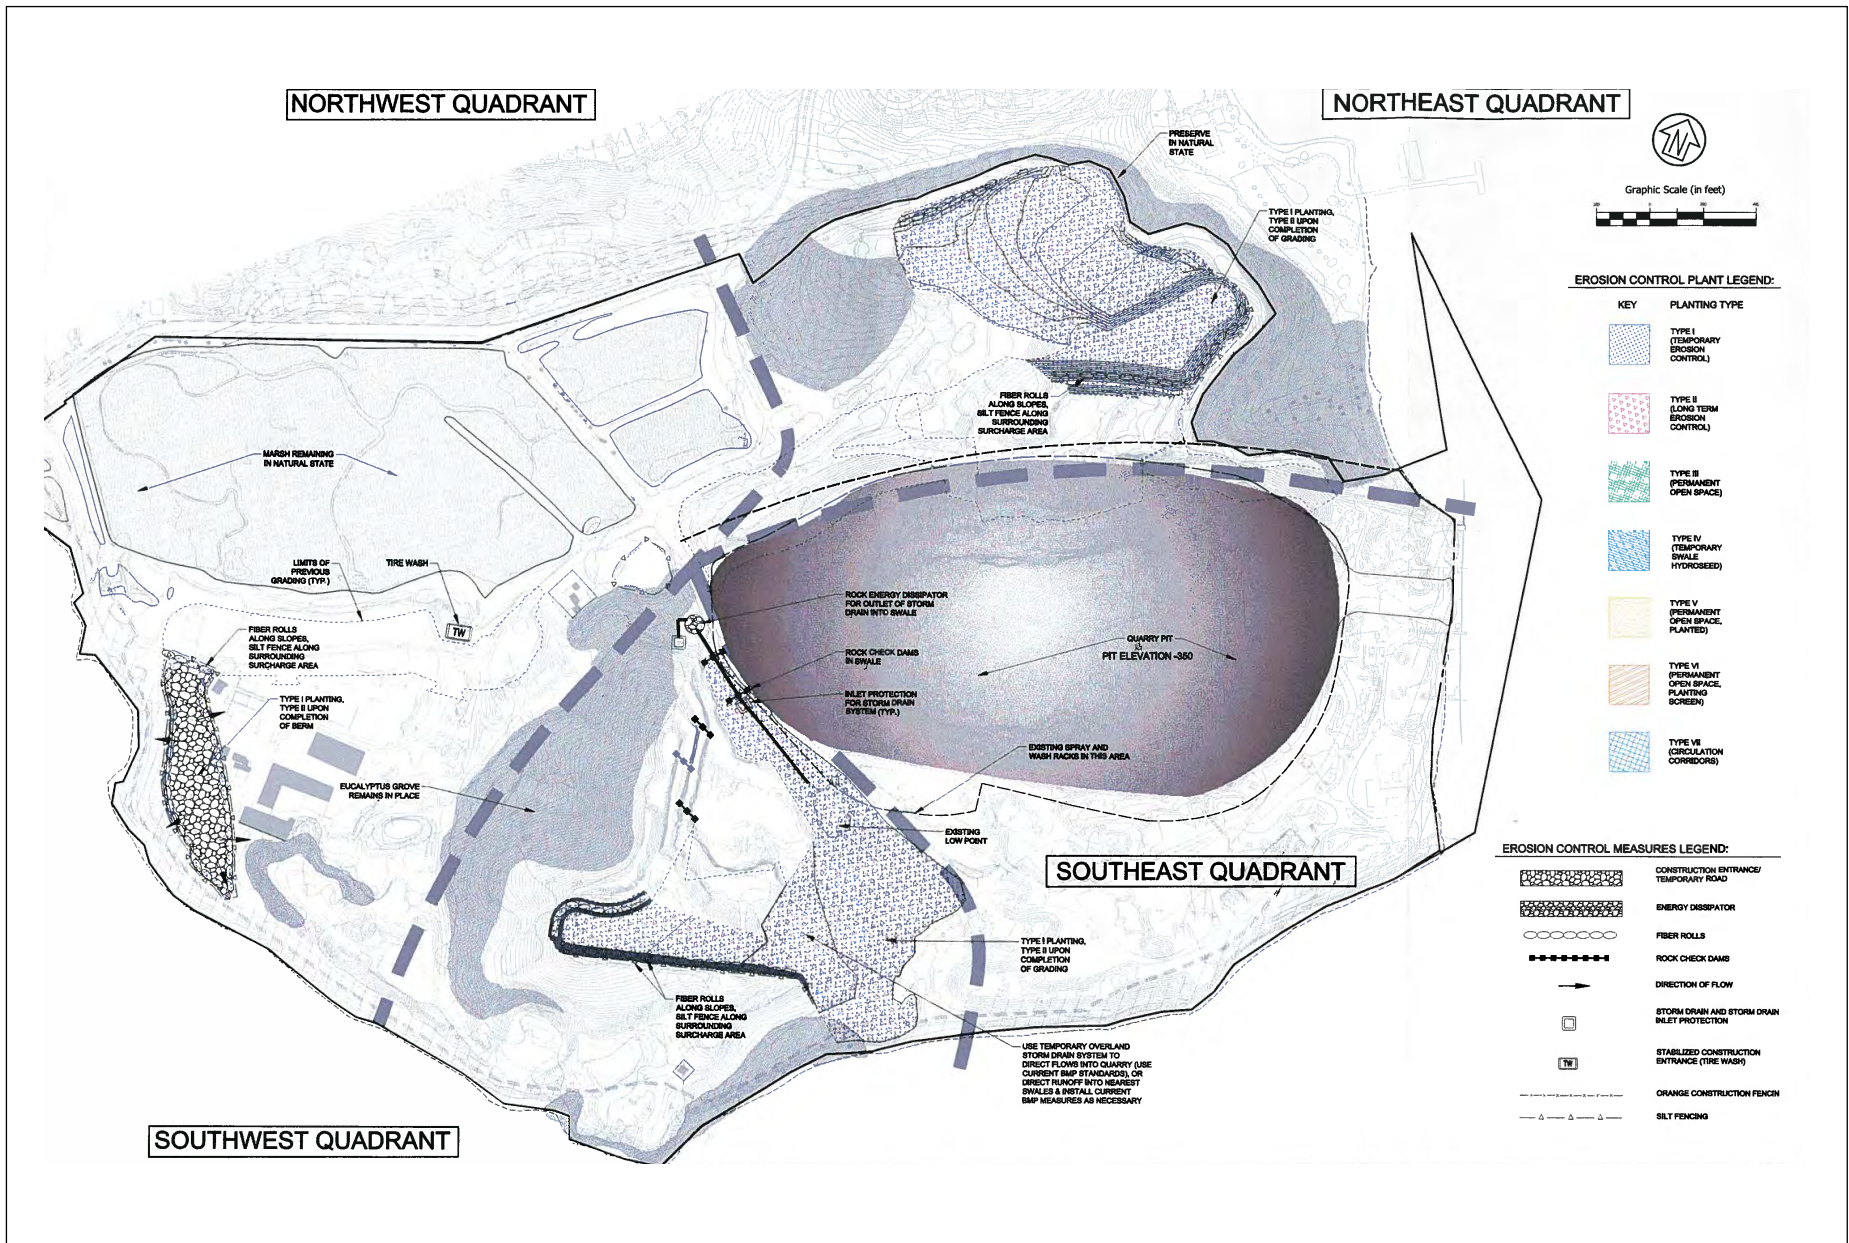 NORTHWEST QUADRANT
NORTHEAST QUADRANT
PRESERVE
IN NATURAL
STATE
N
Graphic Scale (in feet)
TYPE I PLANTING,
TYPE II UPON
COMPLETION
OF GRADING
EROSION CONTROL PLANT LEGEND:
KEY
PLANTING TYPE
TYPE I
(TEMPORARY
EROSION
CONTROL)
TYPE II
(LONG TERM
EROSION
CONTROL)
TYPE III
(PERMANENT
OPEN SPACE)
TYPE IV
(TEMPORARY
SWALE
HYDROSEED)
TYPE V
(PERMANENT
OPEN SPACE,
PLANTED)
TYPE VI
(PERMANENT
OPEN SPACE,
PLANTING
SCREEN)
TYPE VII
(CIRCULATION
CORRIDORS)
FIBER ROLLS
ALONG SLOPES,
SILT FENCE ALONG
SURROUNDING
SURCHARGE AREA
MARSH REMAINING
IN NATURAL STATE
LIMITS OF
PREVIOUS
GRADING (TYP.)
TIRE WASH
TW
FIBER ROLLS
ALONG SLOPES,
SILT FENCE ALONG
SURROUNDING
SURCHARGE AREA
TYPE I PLANTING,
TYPE II UPON
COMPLETION
OF BERM
ROCK ENERGY DISSIPATOR
FOR OUTLET OF STORM
DRAIN INTO SWALE
ROCK CHECK DAMS
IN SWALE
INLET PROTECTION
FOR STORM DRAIN
SYSTEM (TYP.)
QUARRY PIT
PIT ELEVATION -350
EXISTING SPRAY AND
WASH RACKS IN THIS AREA
EUCALYPTUS GROVE
REMAINS IN PLACE
EXISTING
LOW POINT
SOUTHEAST QUADRANT
TYPE I PLANTING,
TYPE II UPON
COMPLETION
OF GRADING
FIBER ROLLS
ALONG SLOPES,
SILT FENCE ALONG
SURROUNDING
SURCHARGE AREA
USE TEMPORARY OVERLAND
STORM DRAIN SYSTEM TO
DIRECT FLOWS INTO QUARRY (USE
CURRENT BMP STANDARDS), OR
DIRECT RUNOFF INTO NEAREST
SWALES & INSTALL CURRENT
BMP MEASURES AS NECESSARY
SOUTHWEST QUADRANT
EROSION CONTROL MEASURES LEGEND:
CONSTRUCTION ENTRANCE/
TEMPORARY ROAD
ENERGY DISSIPATOR
FIBER ROLLS
ROCK CHECK DAMS
DIRECTION OF FLOW
STORM DRAIN AND STORM DRAIN
INLET PROTECTION
TW
STABILIZED CONSTRUCTION
ENTRANCE (TIRE WASH)
ORANGE CONSTRUCTION FENCIN
SILT FENCING